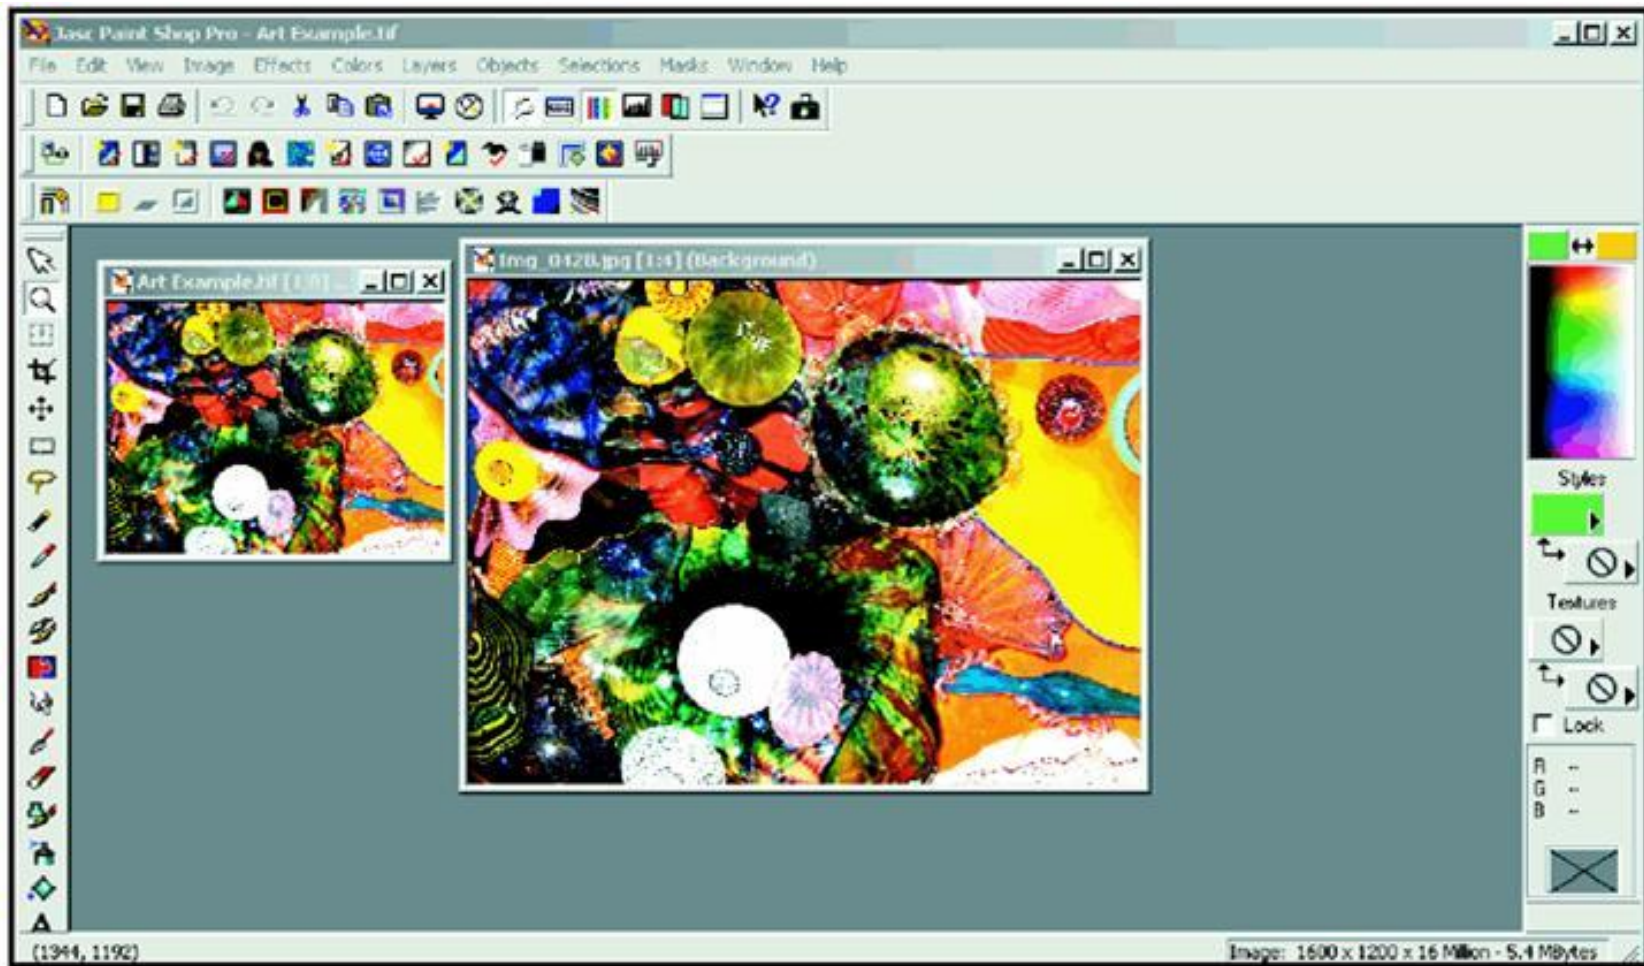 Jasc Paint Shop Pro - Art Example.tif
File Edit View Image Effects Colors Layers Objects Selections Masks Window Help
Art Example.tif [1:8]...
Img_0428.jpg [1:4] (Background)
Styles
Textures
Lock
R --
G --
B --
A
(1344, 1192)
Image: 1600 x 1200 x 16 Million - 5.4 MBytes